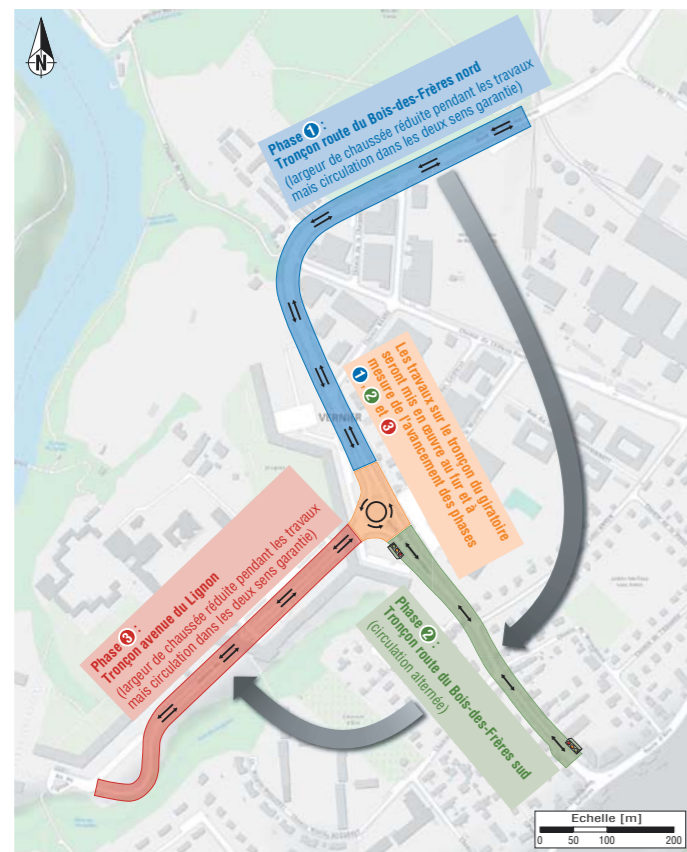 N
Phase 1 :
Tronçon route du Bois-des-Frères nord
(largeur de chaussée réduite pendant les travaux
mais circulation dans les deux sens garantie)
Les travaux sur le tronçon du giratoire
seront mis en œuvre au fur et à
mesure de l'avancement des phases
1, 2 et 3
VERNIER
Phase 3 :
Tronçon avenue du Lignon
(largeur de chaussée réduite pendant les travaux
mais circulation dans les deux sens garantie)
Phase 2 :
Tronçon route du Bois-des-Frères sud
(circulation alternée)
Echelle [m]
0 50 100 200